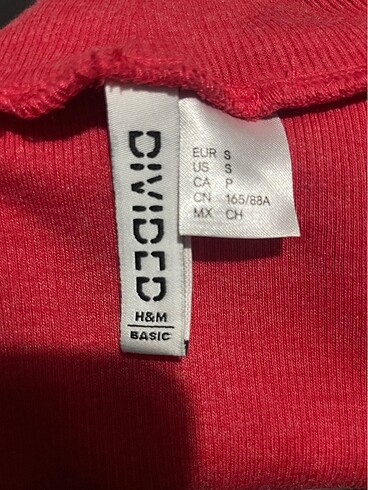 DIVIDED
H&M
BASIC
EUR S
US S
CA P
CN 165/88A
MX CH